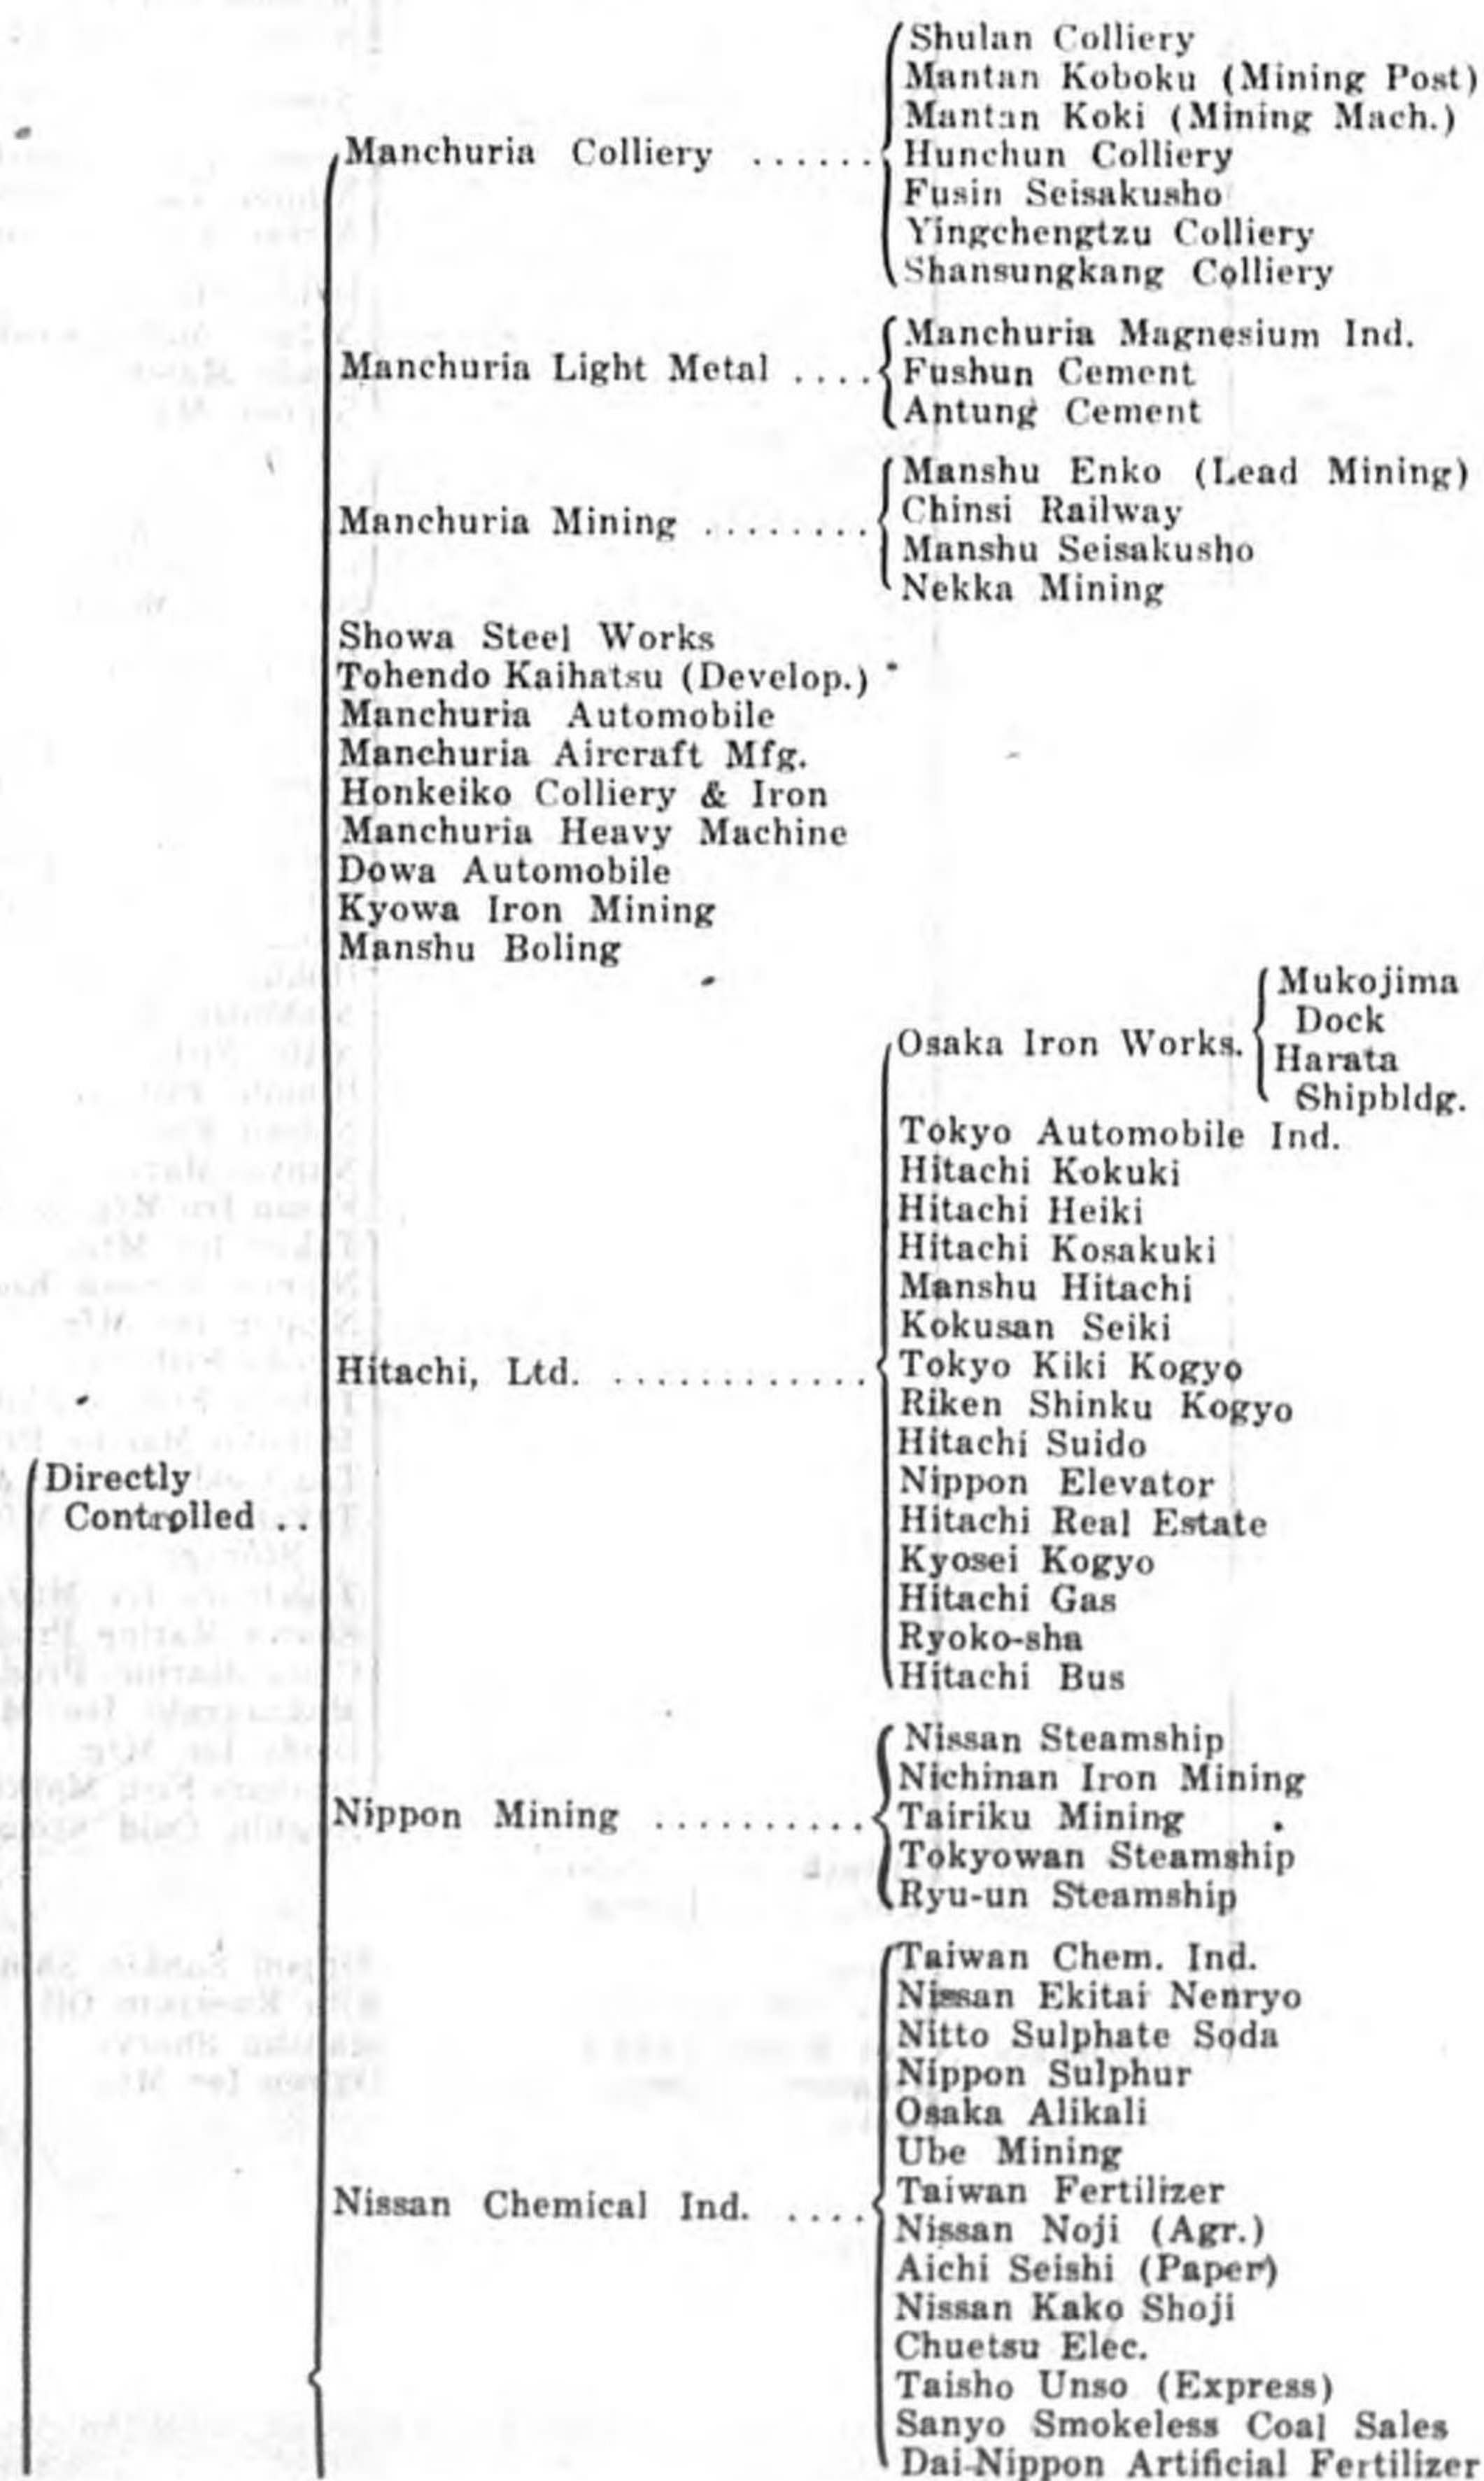 Directly
Controlled ..
Manchuria Colliery ......
Shulan Colliery
Mantan Koboku (Mining Post)
Mantan Koki (Mining Mach.)
Hunchun Colliery
Fusin Seisakusho
Yingchengtzu Colliery
Shansungkang Colliery
Manchuria Light Metal ....
Manchuria Magnesium Ind.
Fushun Cement
Antung Cement
Manchuria Mining ........
Manshu Enko (Lead Mining)
Chinsi Railway
Manshu Seisakusho
Nekka Mining
Showa Steel Works
Tohendo Kaihatsu (Develop.)
Manchuria Automobile
Manchuria Aircraft Mfg.
Honkeiko Colliery & Iron
Manchuria Heavy Machine
Dowa Automobile
Kyowa Iron Mining
Manshu Boling
Hitachi, Ltd. ............
Osaka Iron Works.
Mukojima
Dock
Harata
Shipbldg.
Tokyo Automobile Ind.
Hitachi Kokuki
Hitachi Heiki
Hitachi Kosakuki
Manshu Hitachi
Kokusan Seiki
Tokyo Kiki Kogyo
Riken Shinku Kogyo
Hitachi Suido
Nippon Elevator
Hitachi Real Estate
Kyosei Kogyo
Hitachi Gas
Ryoko-sha
Hitachi Bus
Nippon Mining ..........
Nissan Steamship
Nichinan Iron Mining
Tairiku Mining
Tokyowan Steamship
Ryu-un Steamship
Nissan Chemical Ind. ....
Taiwan Chem. Ind.
Nissan Ekitai Nenryo
Nitto Sulphate Soda
Nippon Sulphur
Osaka Alikali
Ube Mining
Taiwan Fertilizer
Nissan Noji (Agr.)
Aichi Seishi (Paper)
Nissan Kako Shoji
Chuetsu Elec.
Taisho Unso (Express)
Sanyo Smokeless Coal Sales
Dai-Nippon Artificial Fertilizer